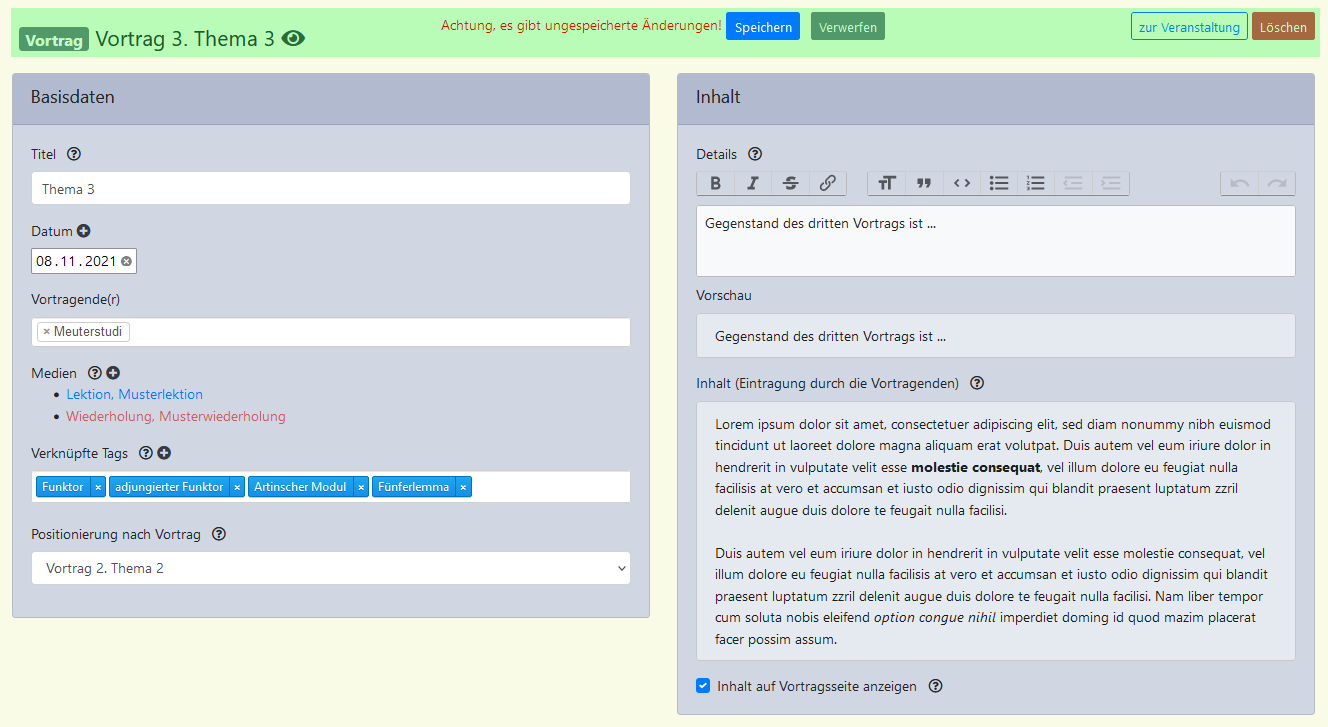 Vortrag Vortrag 3. Thema 3
Achtung, es gibt ungespeicherte Änderungen! Speichern Verwerfen
zur Veranstaltung Löschen
Basisdaten
Titel
Thema 3
Datum
08.11.2021
Vortragende(r)
× Meuterstudi
Medien
Lektion, Musterlektion
Wiederholung, Musterwiederholung
Verknüpfte Tags
Funktor × adjungierter Funktor × Artinscher Modul × Fünferlemma ×
Positionierung nach Vortrag
Vortrag 2. Thema 2
Inhalt
Details
Gegenstand des dritten Vortrags ist ...
Vorschau
Gegenstand des dritten Vortrags ist ...
Inhalt (Eintragung durch die Vortragenden)
Lorem ipsum dolor sit amet, consectetuer adipiscing elit, sed diam nonummy nibh euismod
tincidunt ut laoreet dolore magna aliquam erat volutpat. Duis autem vel eum iriure dolor in
hendrerit in vulputate velit esse molestie consequat, vel illum dolore eu feugiat nulla
facilisis at vero et accumsan et iusto odio dignissim qui blandit praesent luptatum zzril
delenit augue duis dolore te feugait nulla facilisi.
Duis autem vel eum iriure dolor in hendrerit in vulputate velit esse molestie consequat, vel
illum dolore eu feugiat nulla facilisis at vero et accumsan et iusto odio dignissim qui blandit
praesent luptatum zzril delenit augue duis dolore te feugait nulla facilisi. Nam liber tempor
cum soluta nobis eleifend option congue nihil imperdiet doming id quod mazim placerat
facer possim assum.
Inhalt auf Vortragsseite anzeigen